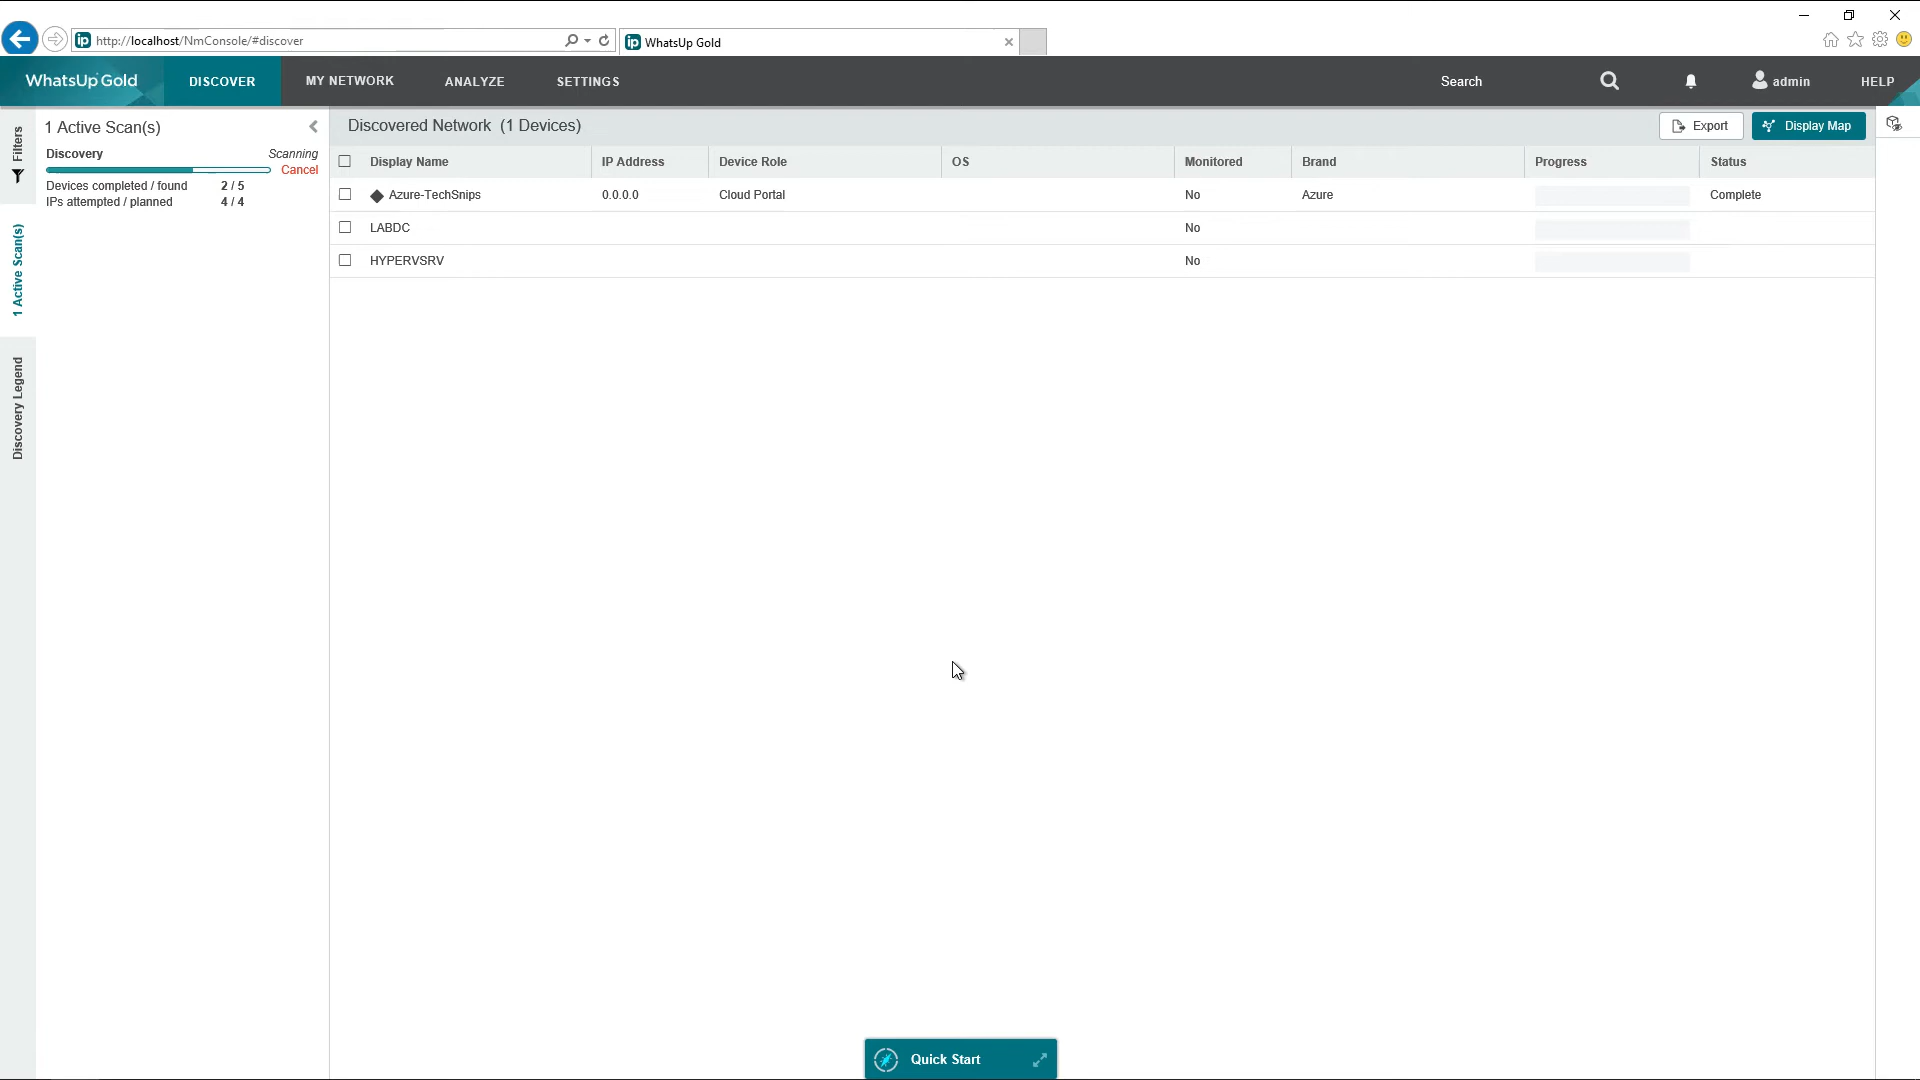 http://localhost/NmConsole/#discover
WhatsUp Gold
WhatsUp Gold
DISCOVER
MY NETWORK
ANALYZE
SETTINGS
Search
admin
HELP
Filters
1 Active Scan(s)
Discovery Legend
1 Active Scan(s)
Discovery Scanning
Cancel
Devices completed / found 2 / 5
IPs attempted / planned 4 / 4
Discovered Network (1 Devices)
Export
Display Map
Display Name IP Address Device Role OS Monitored Brand Progress Status
Azure-TechSnips 0.0.0.0 Cloud Portal No Azure Complete
LABDC No
HYPERVSRV No
Quick Start